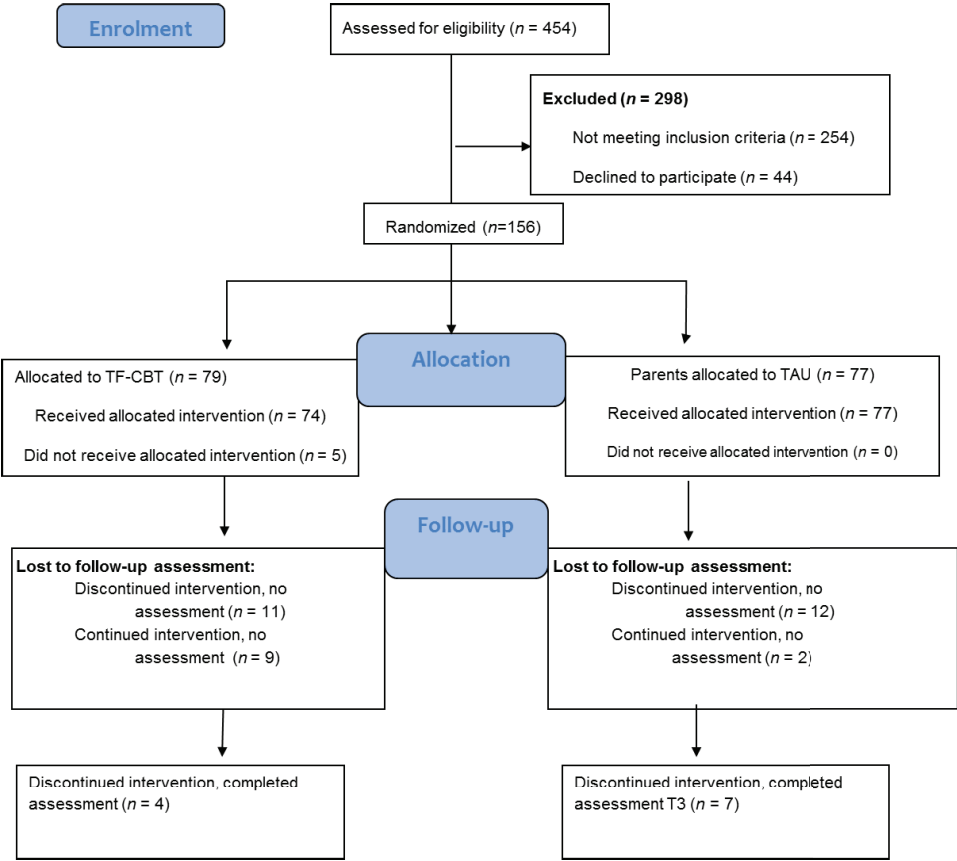 Enrolment
Assessed for eligibility (n = 454)
Excluded (n = 298)
Not meeting inclusion criteria (n = 254)
Declined to participate (n = 44)
Randomized (n=156)
Allocation
Allocated to TF-CBT (n = 79)
Received allocated intervention (n = 74)
Did not receive allocated intervention (n = 5)
Parents allocated to TAU (n = 77)
Received allocated intervention (n = 77)
Did not receive allocated intervention (n = 0)
Follow-up
Lost to follow-up assessment:
Discontinued intervention, no
assessment (n = 11)
Continued intervention, no
assessment (n = 9)
Lost to follow-up assessment:
Discontinued intervention, no
assessment (n = 12)
Continued intervention, no
assessment (n = 2)
Discontinued intervention, completed
assessment (n = 4)
Discontinued intervention, completed
assessment T3 (n = 7)